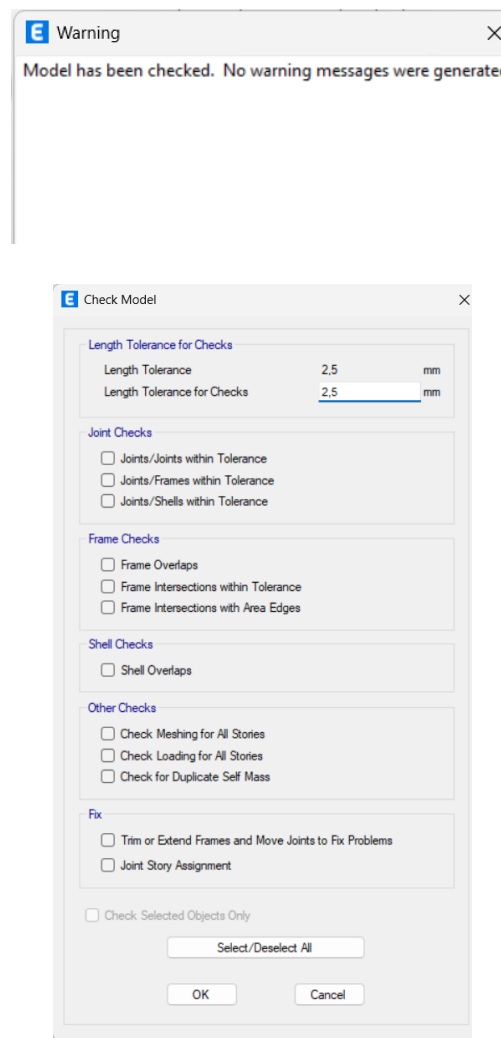 E Warning
Model has been checked. No warning messages were generated
E Check Model
Length Tolerance for Checks
Length Tolerance 2,5 mm
Length Tolerance for Checks 2,5 mm
Joint Checks
Joints/Joints within Tolerance
Joints/Frames within Tolerance
Joints/Shells within Tolerance
Frame Checks
Frame Overlaps
Frame Intersections within Tolerance
Frame Intersections with Area Edges
Shell Checks
Shell Overlaps
Other Checks
Check Meshing for All Stories
Check Loading for All Stories
Check for Duplicate Self Mass
Fix
Trim or Extend Frames and Move Joints to Fix Problems
Joint Story Assignment
Check Selected Objects Only
Select/Deselect All
OK Cancel